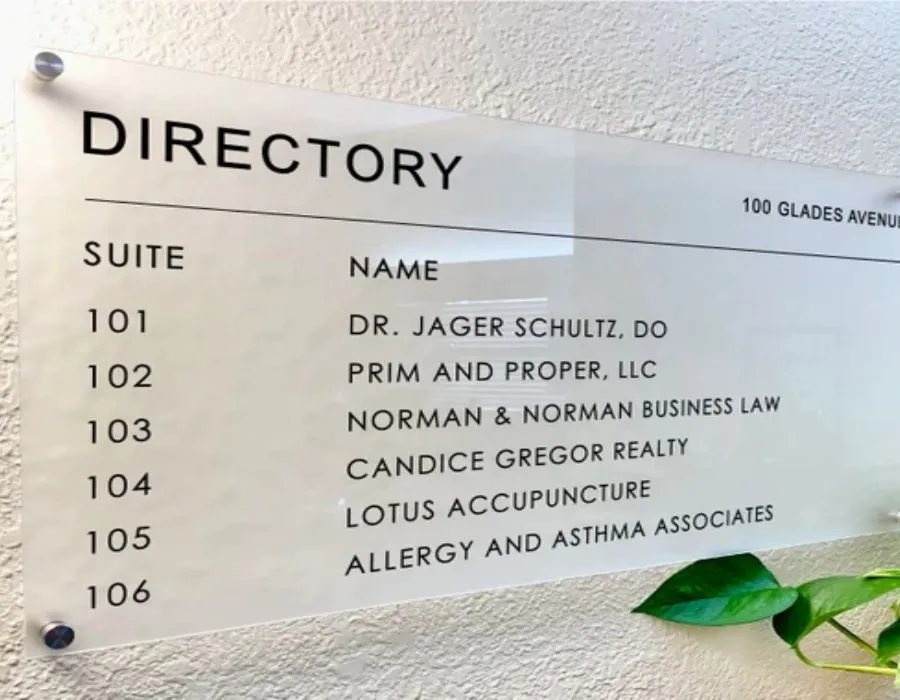 DIRECTORY
100 GLADES
SUITE NAME
101 DR. JAGER SCHULTZ, DO
102 PRIM AND PROPER, LLC
103 NORMAN & NORMAN BUSINESS LAW
104 CANDICE GREGOR REALTY
105 LOTUS ACCUPUNCTURE
106 ALLERGY AND ASTHMA ASSOCIATES